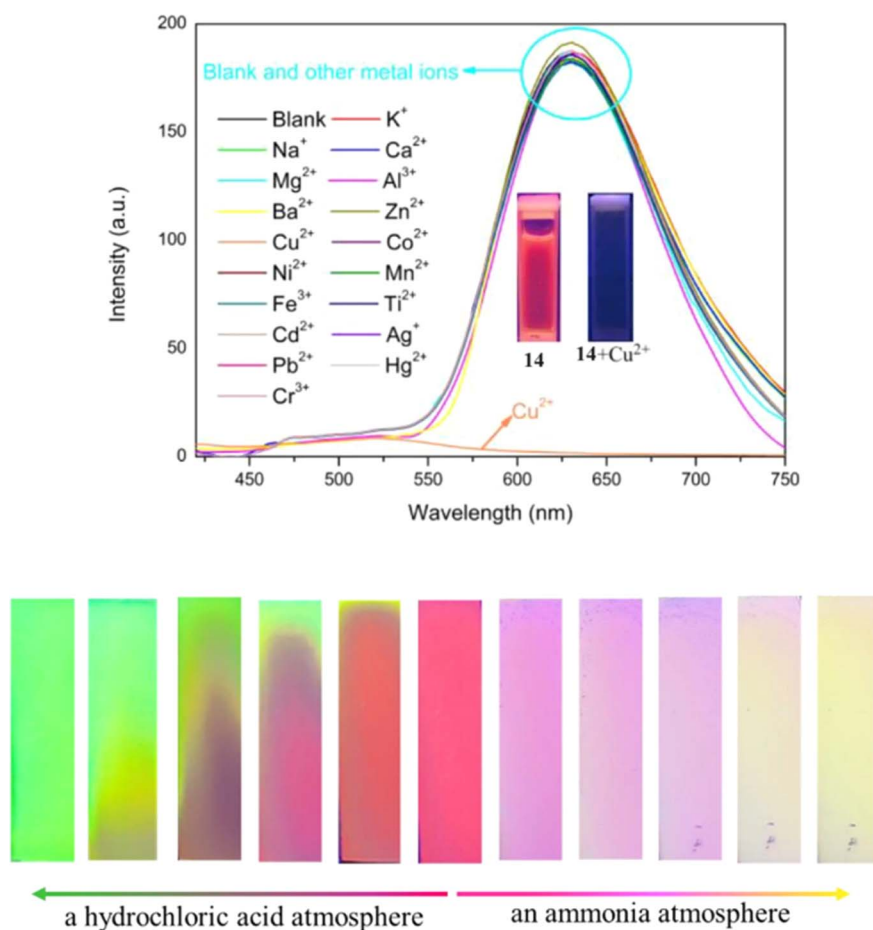 200
150
100
50
0
Intensity (a.u.)
Blank and other metal ions
Blank K⁺
Na⁺ Ca²⁺
Mg²⁺ Al³⁺
Ba²⁺ Zn²⁺
Cu²⁺ Co²⁺
Ni²⁺ Mn²⁺
Fe³⁺ Ti²⁺
Cd²⁺ Ag⁺
Pb²⁺ Hg²⁺
Cr³⁺
14 14+Cu²⁺
Cu²⁺
450 500 550 600 650 700 750
Wavelength (nm)
a hydrochloric acid atmosphere an ammonia atmosphere